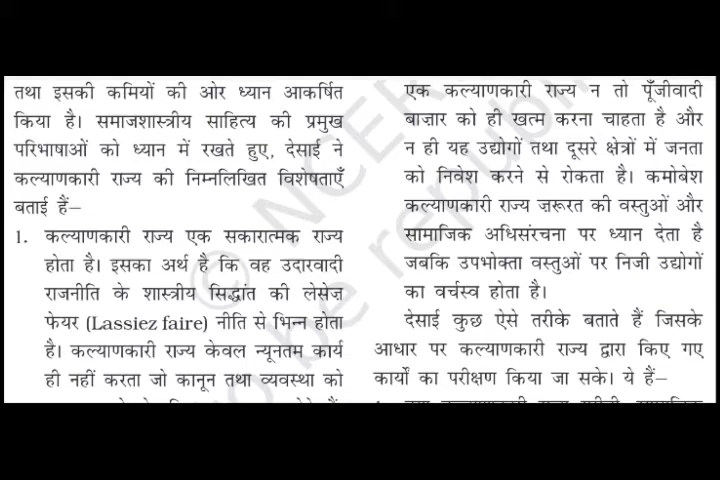 तथा इसकी कमियों की ओर ध्यान आकर्षित
किया है। समाजशास्त्रीय साहित्य की प्रमुख
परिभाषाओं को ध्यान में रखते हुए, देसाई ने
कल्याणकारी राज्य की निम्नलिखित विशेषताएँ
बताई हैं–
1. कल्याणकारी राज्य एक सकारात्मक राज्य
होता है। इसका अर्थ है कि वह उदारवादी
राजनीति के शास्त्रीय सिद्धांत की लेसेज़
फेयर (Lassiez faire) नीति से भिन्न होता
है। कल्याणकारी राज्य केवल न्यूनतम कार्य
ही नहीं करता जो कानून तथा व्यवस्था को
एक कल्याणकारी राज्य न तो पूँजीवादी
बाज़ार को ही खत्म करना चाहता है और
न ही यह उद्योगों तथा दूसरे क्षेत्रों में जनता
को निवेश करने से रोकता है। कमोबेश
कल्याणकारी राज्य ज़रूरत की वस्तुओं और
सामाजिक अधिसंरचना पर ध्यान देता है
जबकि उपभोक्ता वस्तुओं पर निजी उद्योगों
का वर्चस्व होता है।
देसाई कुछ ऐसे तरीके बताते हैं जिसके
आधार पर कल्याणकारी राज्य द्वारा किए गए
कार्यों का परीक्षण किया जा सके। ये हैं–
© NCER
be republi